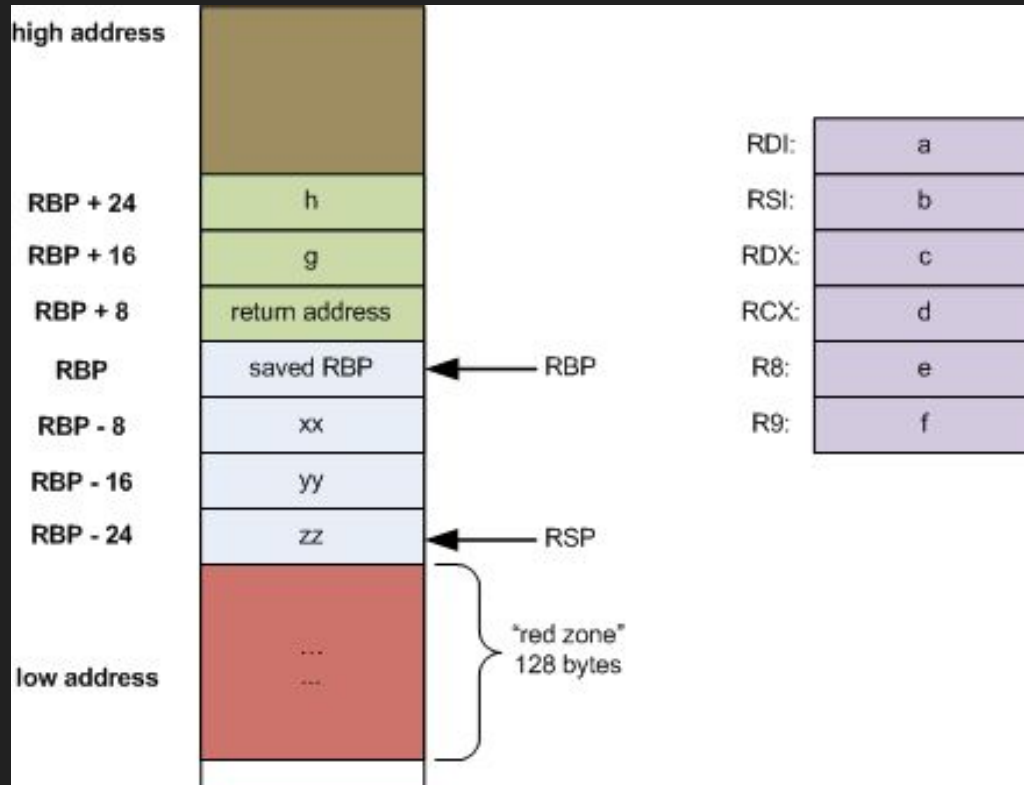 high address
RBP + 24
h
RBP + 16
g
RBP + 8
return address
RBP
saved RBP
RBP
RBP - 8
xx
RBP - 16
yy
RBP - 24
zz
RSP
"red zone"
128 bytes
...
...
low address
RDI:
a
RSI:
b
RDX:
c
RCX:
d
R8:
e
R9:
f